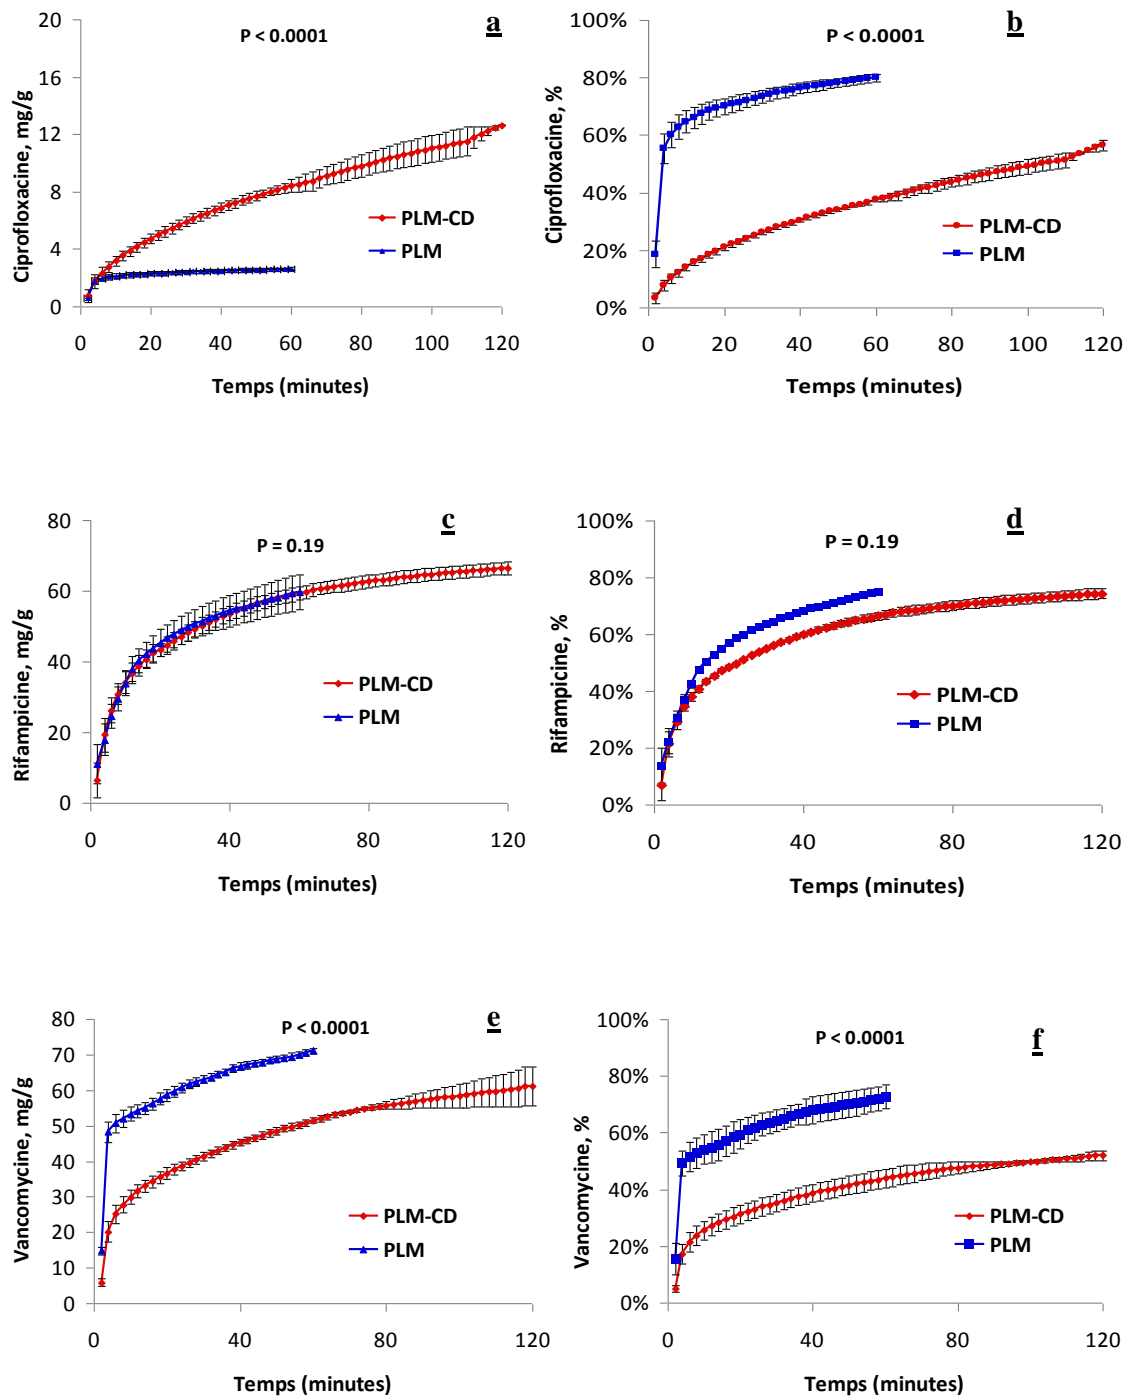 a
P < 0.0001
20
16
12
8
4
0
Ciprofloxacine, mg/g
PLM-CD
PLM
0 20 40 60 80 100 120
Temps (minutes)
b
P < 0.0001
100%
80%
60%
40%
20%
0%
Ciprofloxacine, %
PLM-CD
PLM
0 20 40 60 80 100 120
Temps (minutes)
c
P = 0.19
80
60
40
20
0
Rifampicine, mg/g
PLM-CD
PLM
0 40 80 120
Temps (minutes)
d
P = 0.19
100%
80%
60%
40%
20%
0%
Rifampicine, %
PLM-CD
PLM
0 40 80 120
Temps (minutes)
e
P < 0.0001
80
70
60
50
40
30
20
10
0
Vancomycine, mg/g
PLM-CD
PLM
0 40 80 120
Temps (minutes)
f
P < 0.0001
100%
80%
60%
40%
20%
0%
Vancomycine, %
PLM-CD
PLM
0 40 80 120
Temps (minutes)